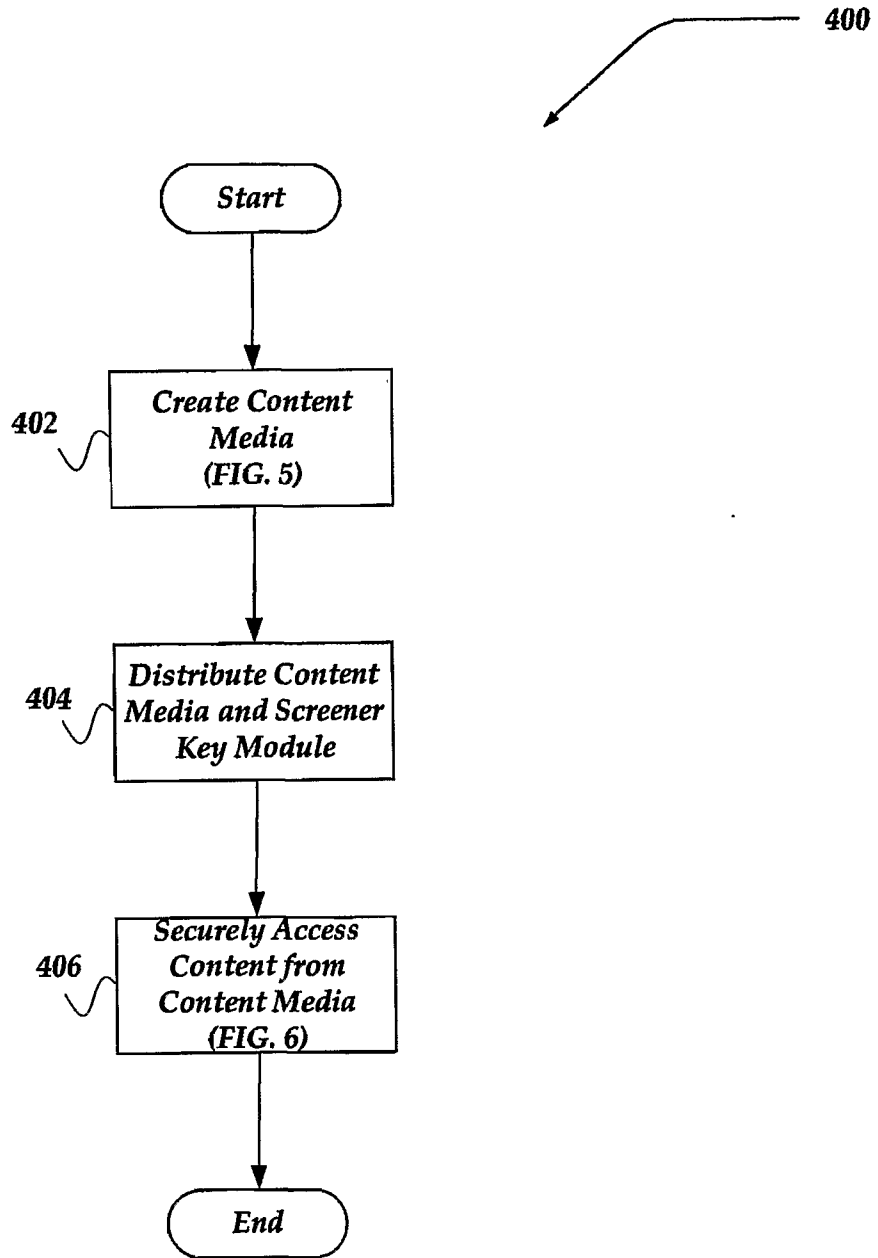 400
Start
Create Content
Media
(FIG. 5)
402
Distribute Content
Media and Screener
Key Module
404
Securely Access
Content from
Content Media
(FIG. 6)
406
End